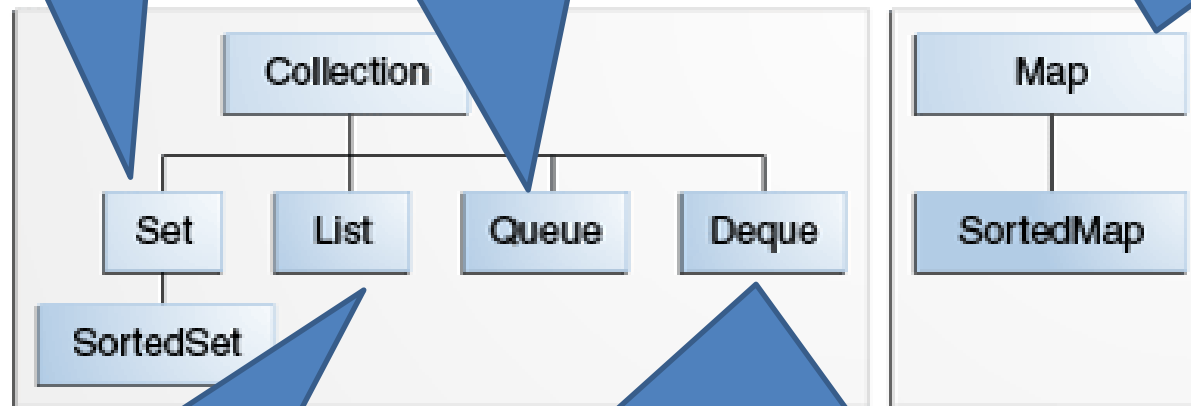 Collection
Map
Set
List
Queue
Deque
SortedMap
SortedSet